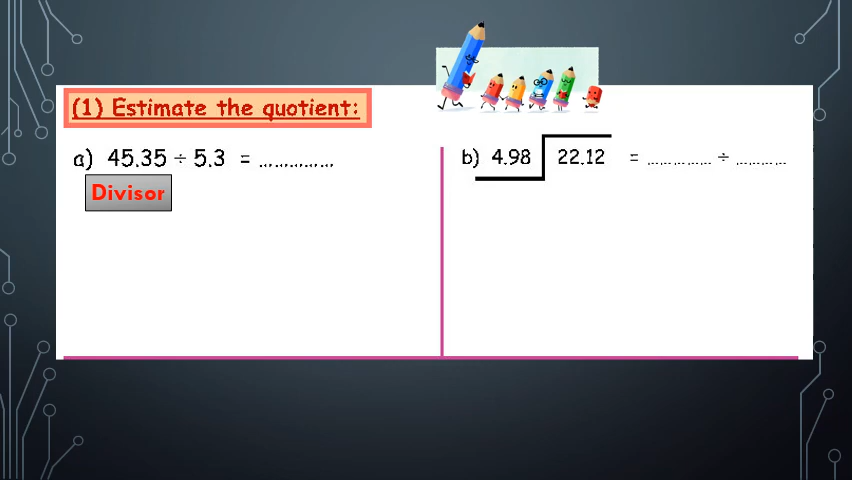 (1) Estimate the quotient:
a) 45.35 ÷ 5.3 = ..............
Divisor
b) 4.98 22.12 = .............. ÷ ...........